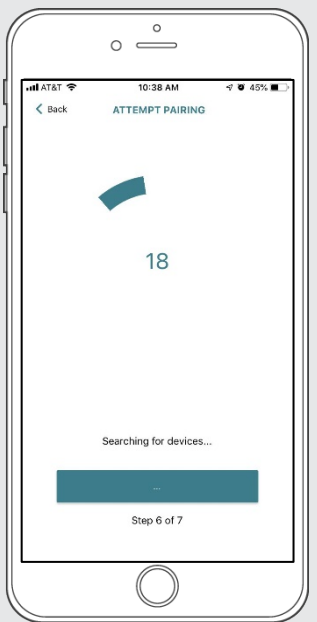 AT&T 10:38 AM 45%
Back ATTEMPT PAIRING
18
Searching for devices...
...
Step 6 of 7